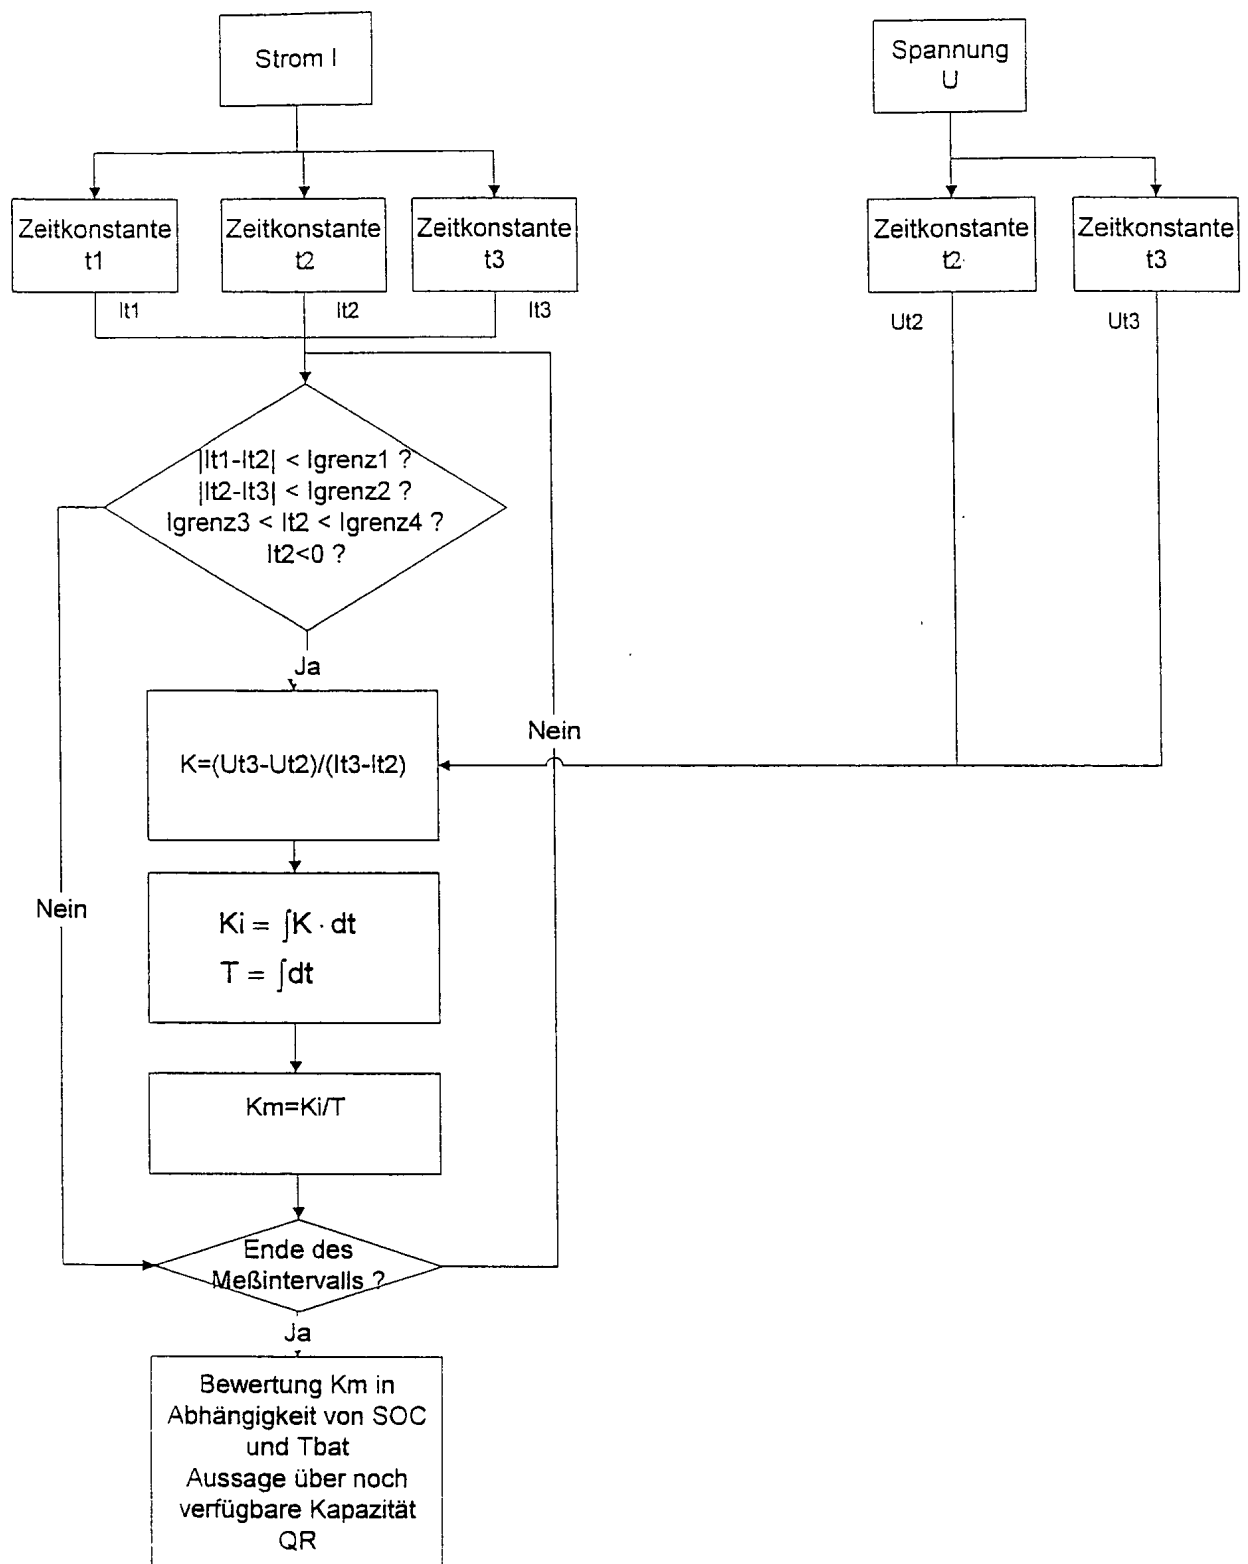 Strom I
Spannung
U
Zeitkonstante
t1
Zeitkonstante
t2
Zeitkonstante
t3
Zeitkonstante
t2
Zeitkonstante
t3
It1
It2
It3
Ut2
Ut3
|It1-It2| < Igrenz1 ?
|It2-It3| < Igrenz2 ?
Igrenz3 < It2 < Igrenz4 ?
It2<0 ?
Ja
Nein
K=(Ut3-Ut2)/(It3-It2)
Nein
Ki = ∫K · dt
T = ∫dt
Km=Ki/T
Ende des
Meßintervalls ?
Ja
Bewertung Km in
Abhängigkeit von SOC
und Tbat
Aussage über noch
verfügbare Kapazität
QR